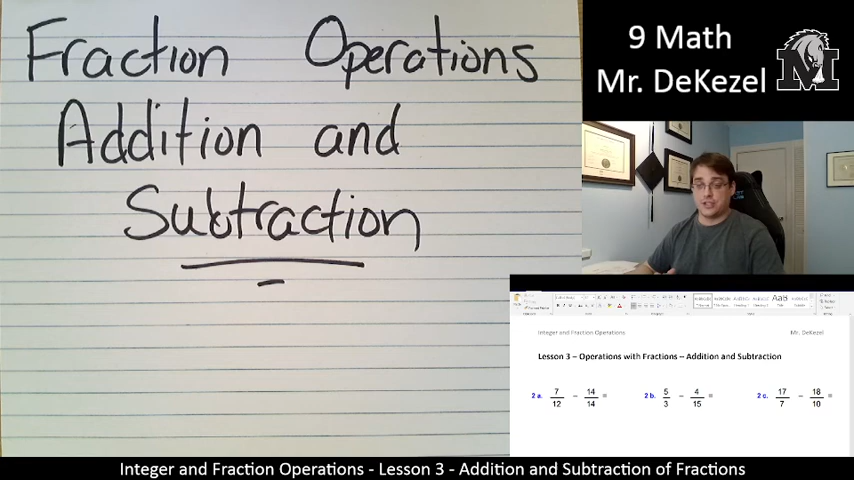 Fraction Operations
Addition and
Subtraction
9 Math
Mr. DeKezel
M
Integer and Fraction Operations
Mr. DeKezel
Lesson 3 – Operations with Fractions – Addition and Subtraction
2 a. 7/12 - 14/14 =
2 b. 5/3 - 4/15 =
2 c. 17/7 - 18/10 =
Integer and Fraction Operations - Lesson 3 - Addition and Subtraction of Fractions